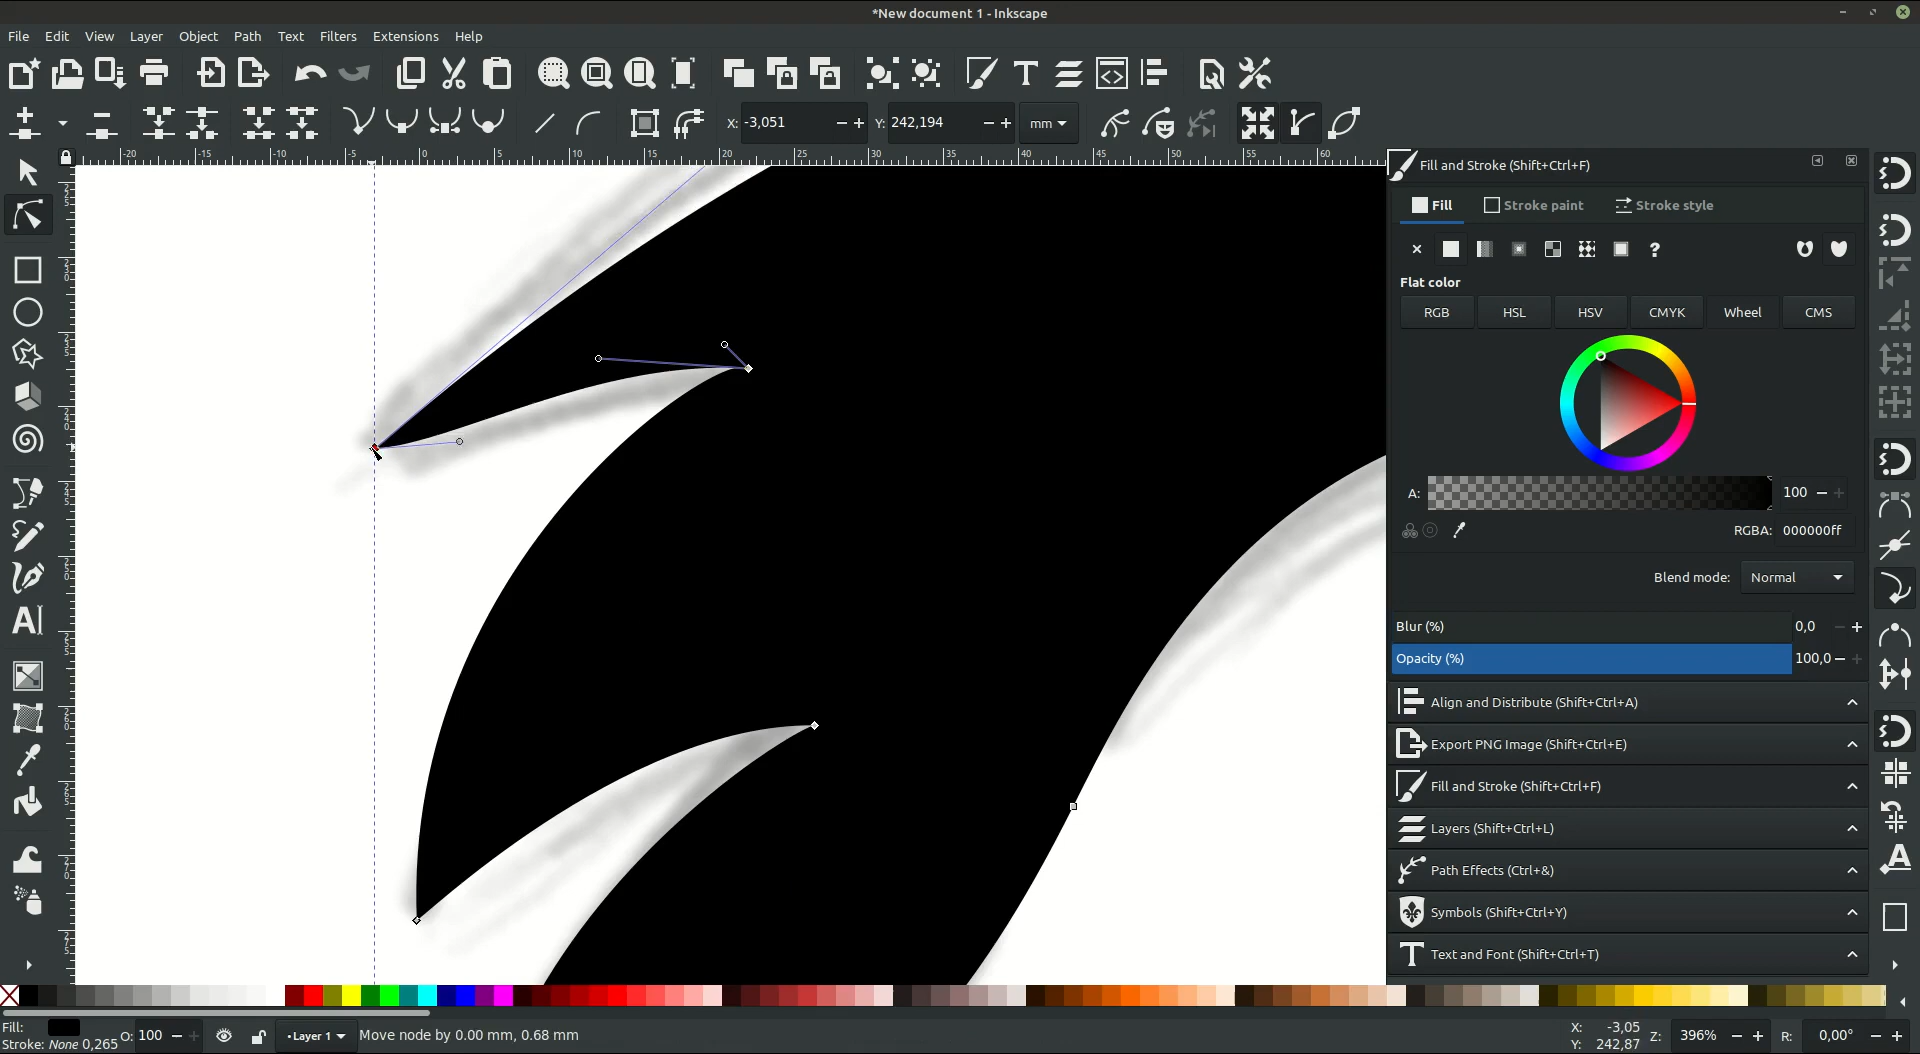 *New document 1 - Inkscape
File Edit View Layer Object Path Text Filters Extensions Help
X: -3,051 Y: 242,194 mm
-20 -15 -10 -5 0 5 10 15 20 25 30 35 40 45 50 55 60
Fill and Stroke (Shift+Ctrl+F)
Fill Stroke paint Stroke style
?
Flat color
RGB HSL HSV CMYK Wheel CMS
A: 100
RGBA: 000000ff
Blend mode: Normal
Blur (%) 0,0
Opacity (%) 100,0
Align and Distribute (Shift+Ctrl+A)
Export PNG Image (Shift+Ctrl+E)
Fill and Stroke (Shift+Ctrl+F)
Layers (Shift+Ctrl+L)
Path Effects (Ctrl+&)
Symbols (Shift+Ctrl+Y)
Text and Font (Shift+Ctrl+T)
Fill: O: 100 •Layer 1 Move node by 0.00 mm, 0.68 mm X: -3,05 Z: 396% R: 0,00°
Stroke: None 0,265 Y: 242,87